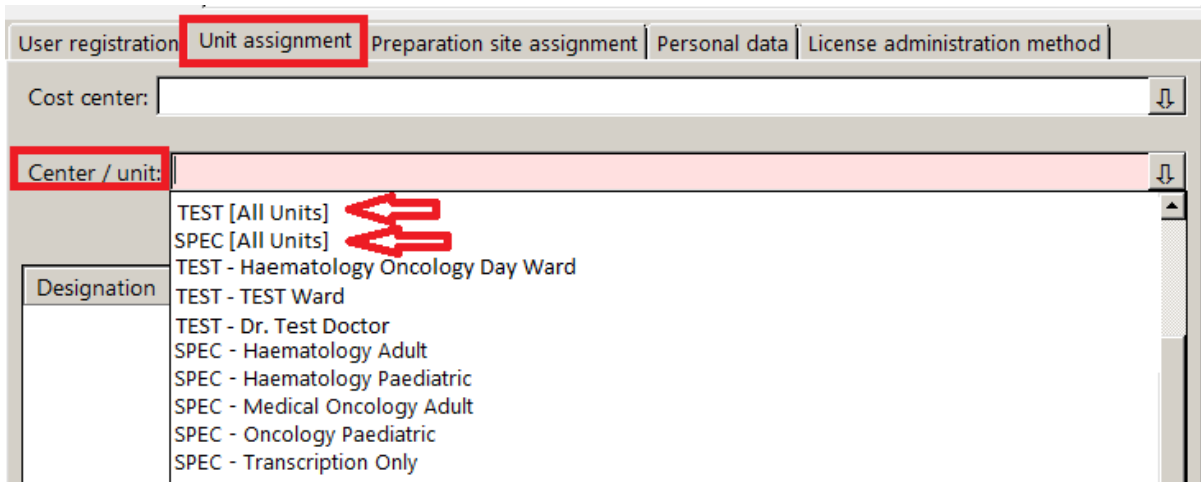 User registration Unit assignment Preparation site assignment Personal data License administration method
Cost center:
Center / unit:
TEST [All Units]
SPEC [All Units]
TEST - Haematology Oncology Day Ward
Designation
TEST - TEST Ward
TEST - Dr. Test Doctor
SPEC - Haematology Adult
SPEC - Haematology Paediatric
SPEC - Medical Oncology Adult
SPEC - Oncology Paediatric
SPEC - Transcription Only